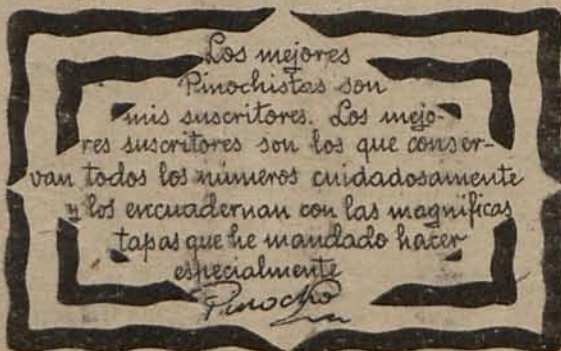 Los mejores
Pinochistas son
mis suscritores. Los mejo-
res suscritores son los que conser-
van todos los números cuidadosamente
y los encuadernan con las magníficas
tapas que he mandado hacer
especialmente
Pinocho